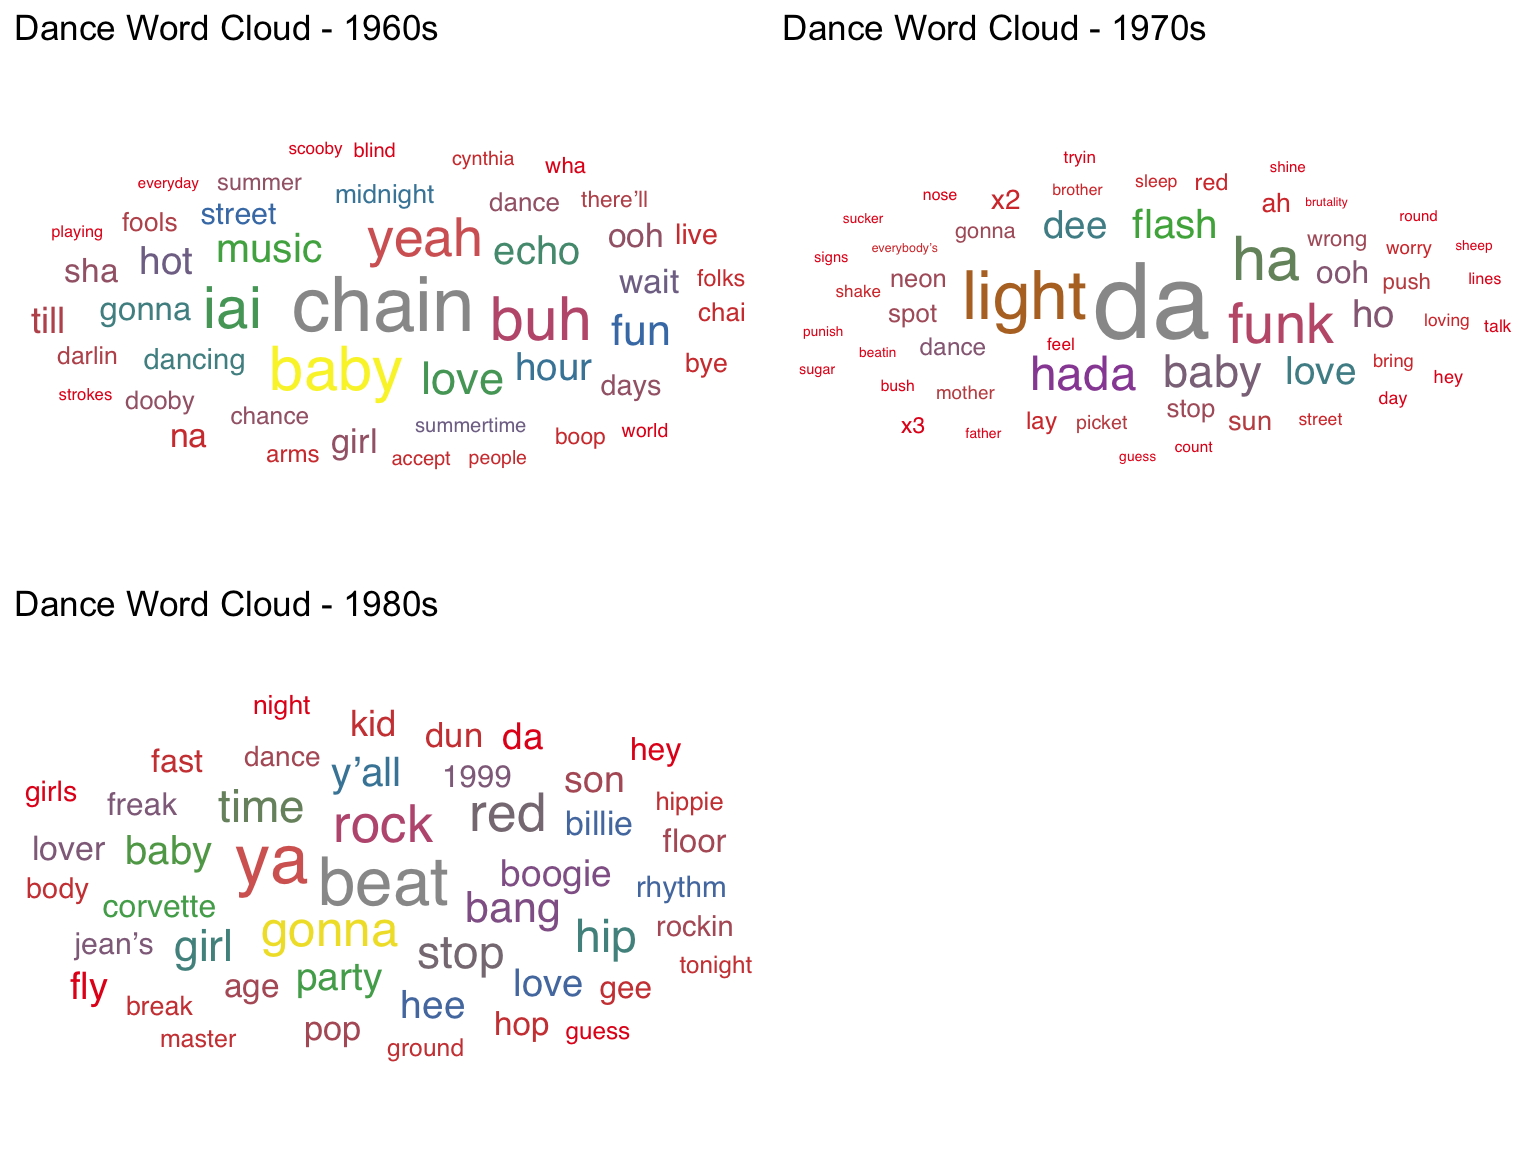 Dance Word Cloud - 1960s
scooby blind cynthia wha
everyday summer midnight dance there’ll
playing fools street yeah echo ooh live
sha hot music wait folks
till gonna iai chain buh fun chai
darlin dancing baby love hour days bye
strokes dooby chance summertime
na girl boop world
arms accept people
Dance Word Cloud - 1970s
tryin shine
nose x2 brother sleep red ah brutality
sucker gonna dee flash round
signs everybody’s ha wrong worry sheep
shake neon light da ooh push lines
punish spot funk ho loving talk
beatin dance feel
sugar bush mother hada baby love bring hey
stop day
x3 father lay picket sun street
guess count
Dance Word Cloud - 1980s
night kid dun da hey
fast dance y’all 1999 son
girls freak time rock red billie hippie
lover baby ya beat floor
body boogie rhythm
corvette gonna bang hip rockin
jean’s girl stop tonight
fly age party love gee
break hee
master pop ground hop guess